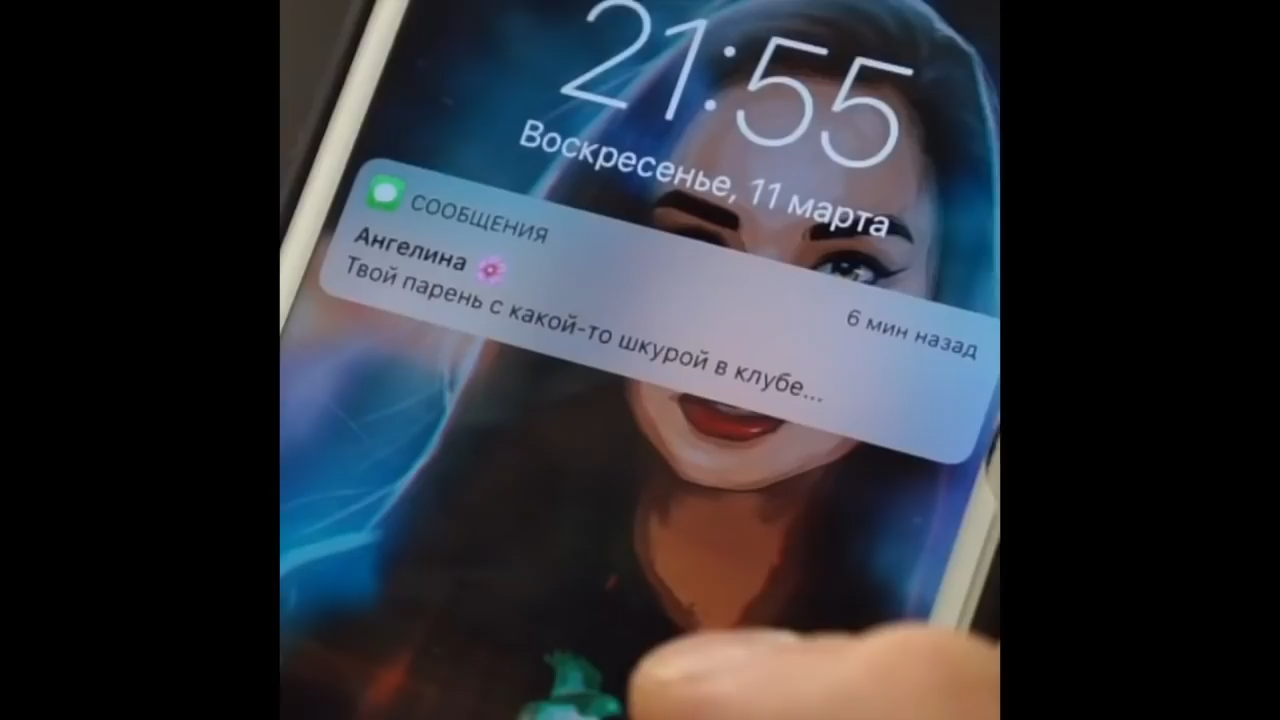 21:55
Воскресенье, 11 марта
СООБЩЕНИЯ
6 мин назад
Ангелина 🌸
Твой парень с какой-то шкурой в клубе...